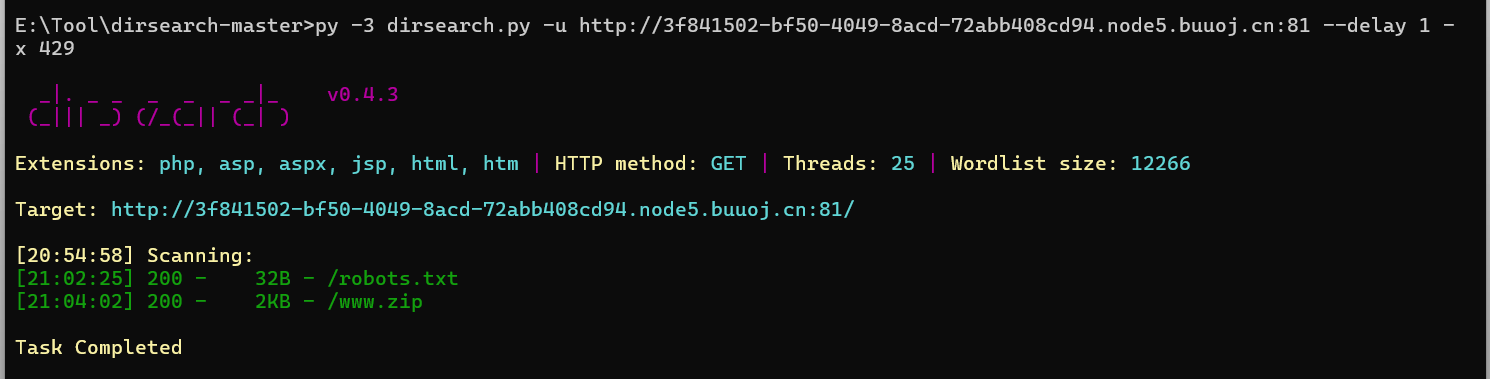 E:\Tool\dirsearch-master>py -3 dirsearch.py -u http://3f841502-bf50-4049-8acd-72abb408cd94.node5.buuoj.cn:81 --delay 1 -
x 429
  _|. _ _  _  _  _ _|_    v0.4.3
 (_||| _) (/_(_|| (_| )
Extensions: php, asp, aspx, jsp, html, htm | HTTP method: GET | Threads: 25 | Wordlist size: 12266
Target: http://3f841502-bf50-4049-8acd-72abb408cd94.node5.buuoj.cn:81/
[20:54:58] Scanning:
[21:02:25] 200 -    32B - /robots.txt
[21:04:02] 200 -    2KB - /www.zip
Task Completed